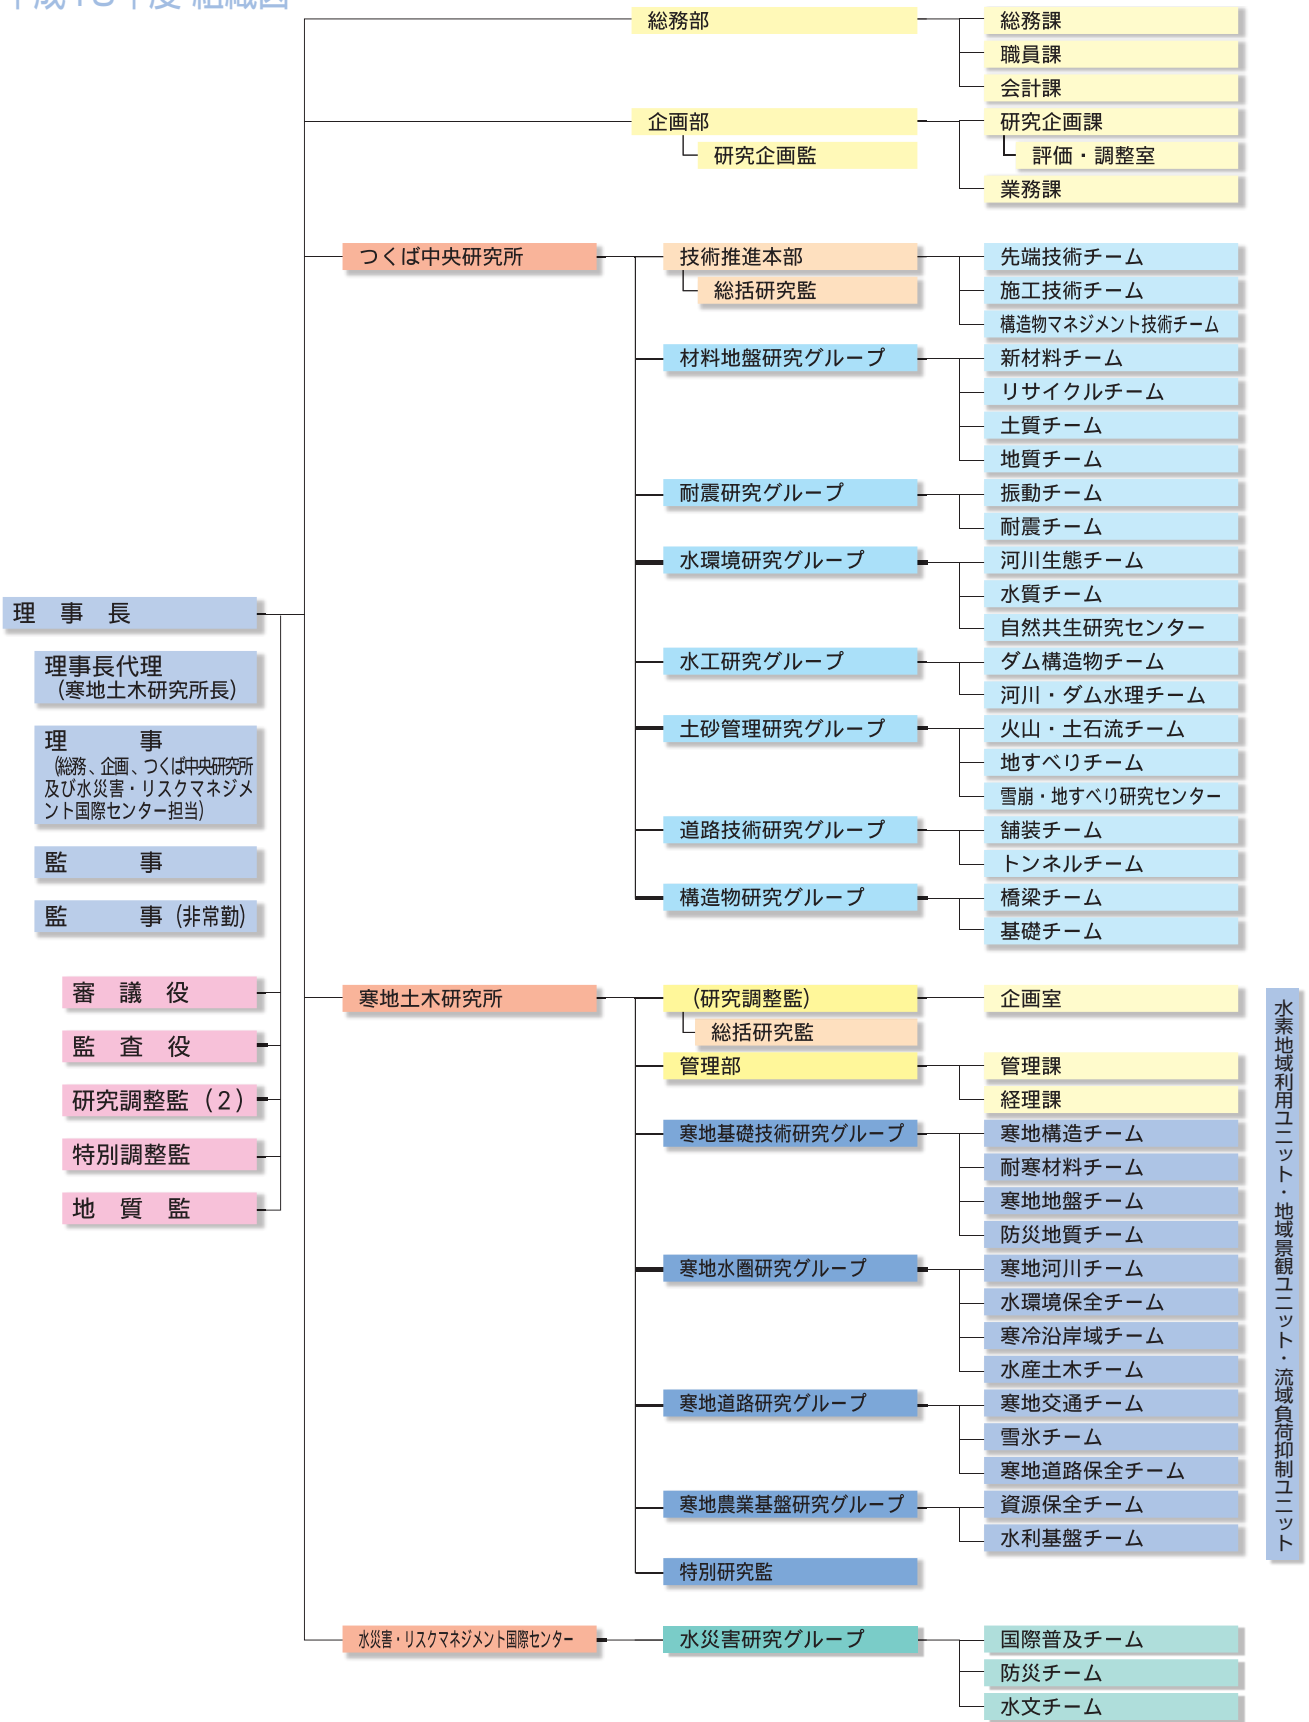 平成18年度 組織図
総務部
総務課
職員課
会計課
企画部
研究企画監
研究企画課
評価・調整室
業務課
つくば中央研究所
技術推進本部
総括研究監
先端技術チーム
施工技術チーム
構造物マネジメント技術チーム
材料地盤研究グループ
新材料チーム
リサイクルチーム
土質チーム
地質チーム
耐震研究グループ
振動チーム
耐震チーム
水環境研究グループ
河川生態チーム
水質チーム
自然共生研究センター
水工研究グループ
ダム構造物チーム
河川・ダム水理チーム
土砂管理研究グループ
火山・土石流チーム
地すべりチーム
雪崩・地すべり研究センター
道路技術研究グループ
舗装チーム
トンネルチーム
構造物研究グループ
橋梁チーム
基礎チーム
理　事　長
理事長代理
（寒地土木研究所長）
理　　　事
（総務、企画、つくば中央研究所
及び水災害・リスクマネジメ
ント国際センター担当）
監　　　事
監　　　事（非常勤）
審　議　役
監　査　役
研究調整監（2）
特別調整監
地　質　監
寒地土木研究所
（研究調整監）
総括研究監
企画室
管理部
管理課
経理課
寒地基礎技術研究グループ
寒地構造チーム
耐寒材料チーム
寒地地盤チーム
防災地質チーム
寒地水圏研究グループ
寒地河川チーム
水環境保全チーム
寒冷沿岸域チーム
水産土木チーム
寒地道路研究グループ
寒地交通チーム
雪氷チーム
寒地道路保全チーム
寒地農業基盤研究グループ
資源保全チーム
水利基盤チーム
特別研究監
水素地域利用ユニット・地域景観ユニット・流域負荷抑制ユニット
水災害・リスクマネジメント国際センター
水災害研究グループ
国際普及チーム
防災チーム
水文チーム